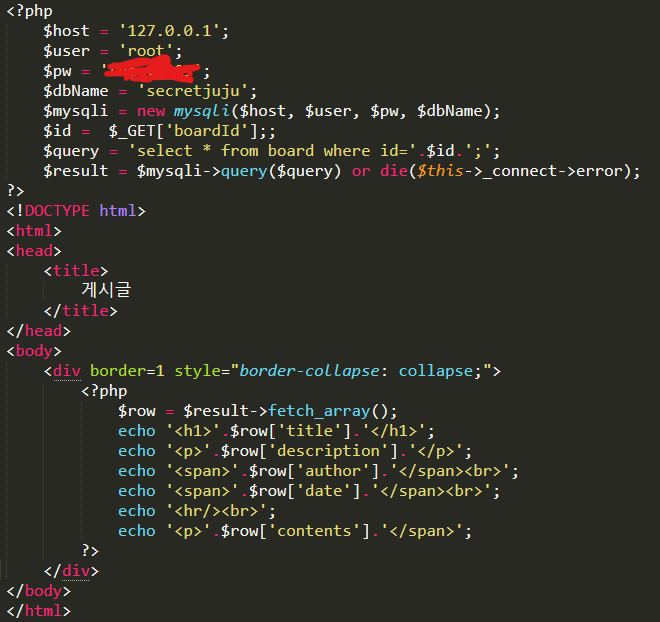 <?php
$host = '127.0.0.1';
$user = 'root';
$pw = '';
$dbName = 'secretjuju';
$mysqli = new mysqli($host, $user, $pw, $dbName);
$id =  $_GET['boardId'];;
$query = 'select * from board where id='.$id.';';
$result = $mysqli->query($query) or die($this->_connect->error);
?>
<!DOCTYPE html>
<html>
<head>
<title>
게시글
</title>
</head>
<body>
<div border=1 style="border-collapse: collapse;">
<?php
$row = $result->fetch_array();
echo '<h1>'.$row['title'].'</h1>';
echo '<p>'.$row['description'].'</p>';
echo '<span>'.$row['author'].'</span><br>';
echo '<span>'.$row['date'].'</span><br>';
echo '<hr/><br>';
echo '<p>'.$row['contents'].'</span>';
?>
</div>
</body>
</html>